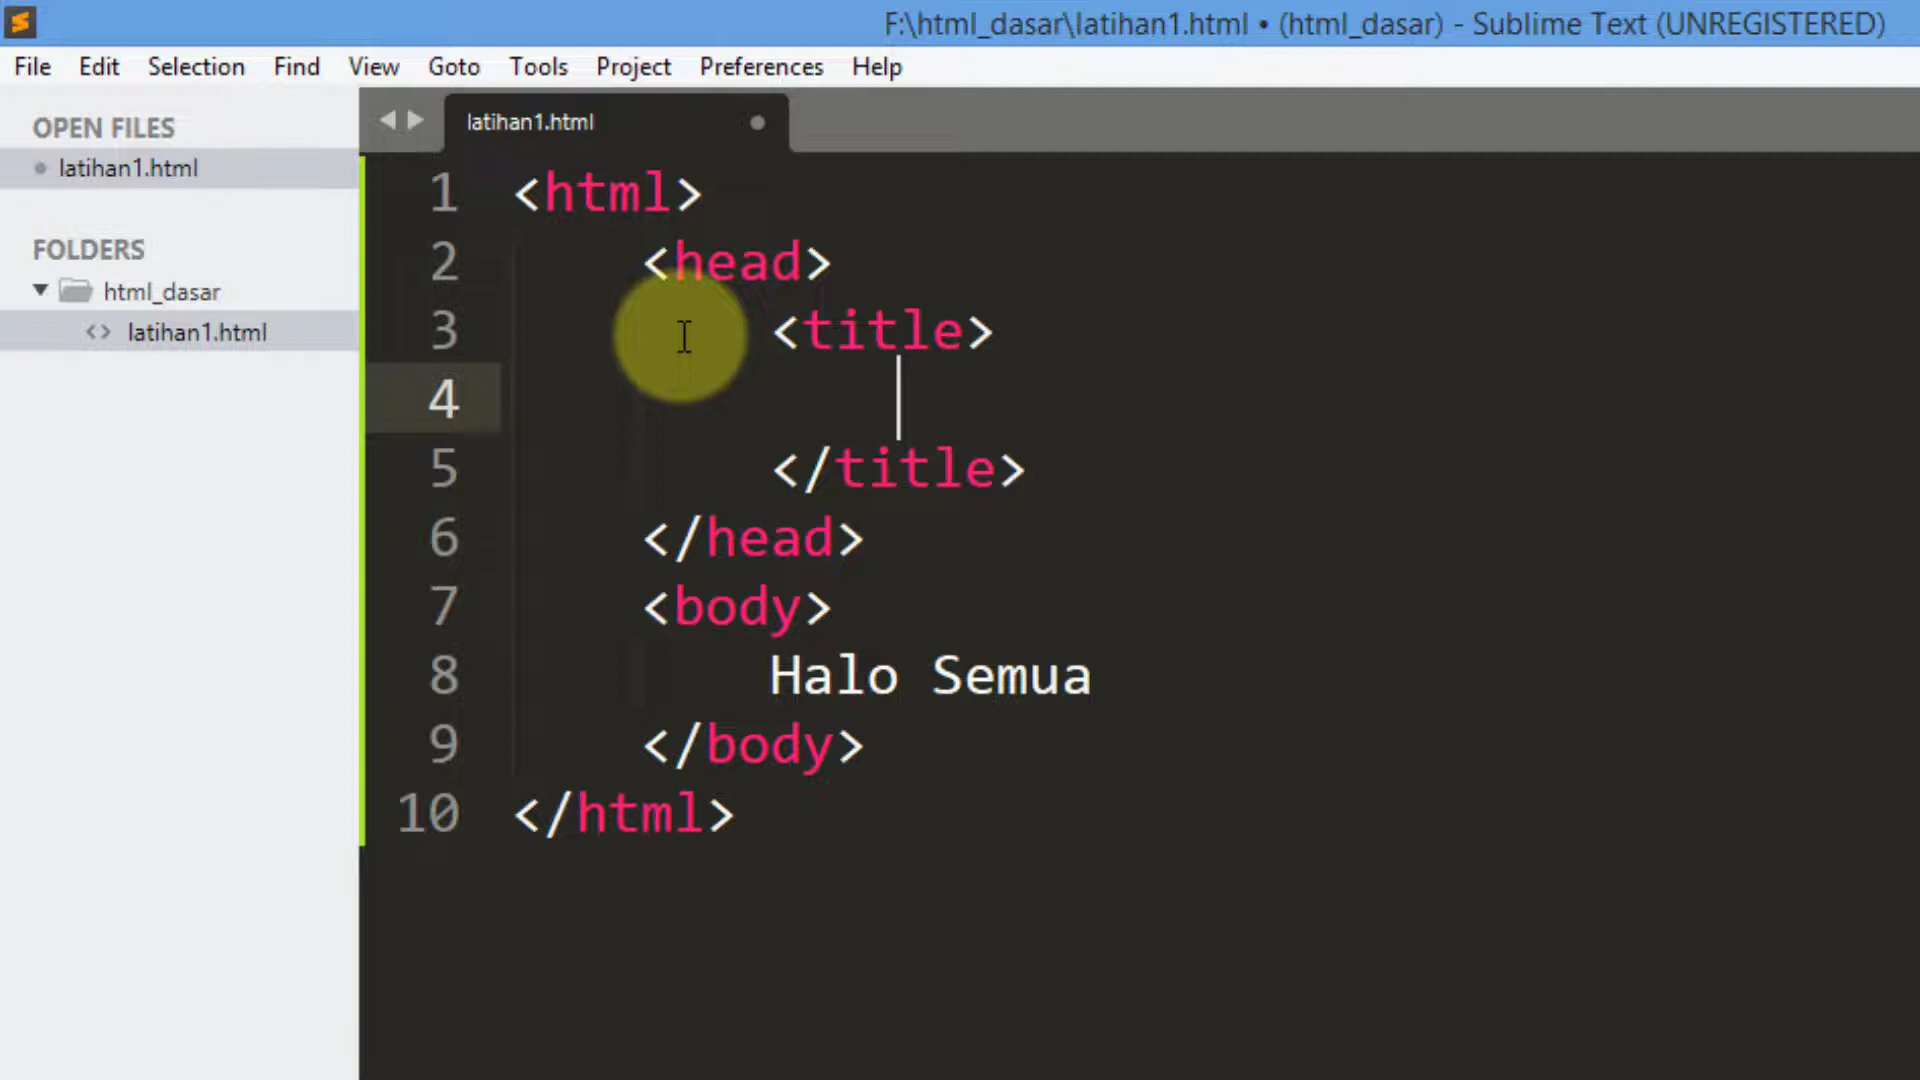 F:\html_dasar\latihan1.html • (html_dasar) - Sublime Text (UNREGISTERED)
File Edit Selection Find View Goto Tools Project Preferences Help
OPEN FILES
latihan1.html
FOLDERS
html_dasar
latihan1.html
latihan1.html
1 <html>
2 <head>
3 <title>
4
5 </title>
6 </head>
7 <body>
8 Halo Semua
9 </body>
10 </html>